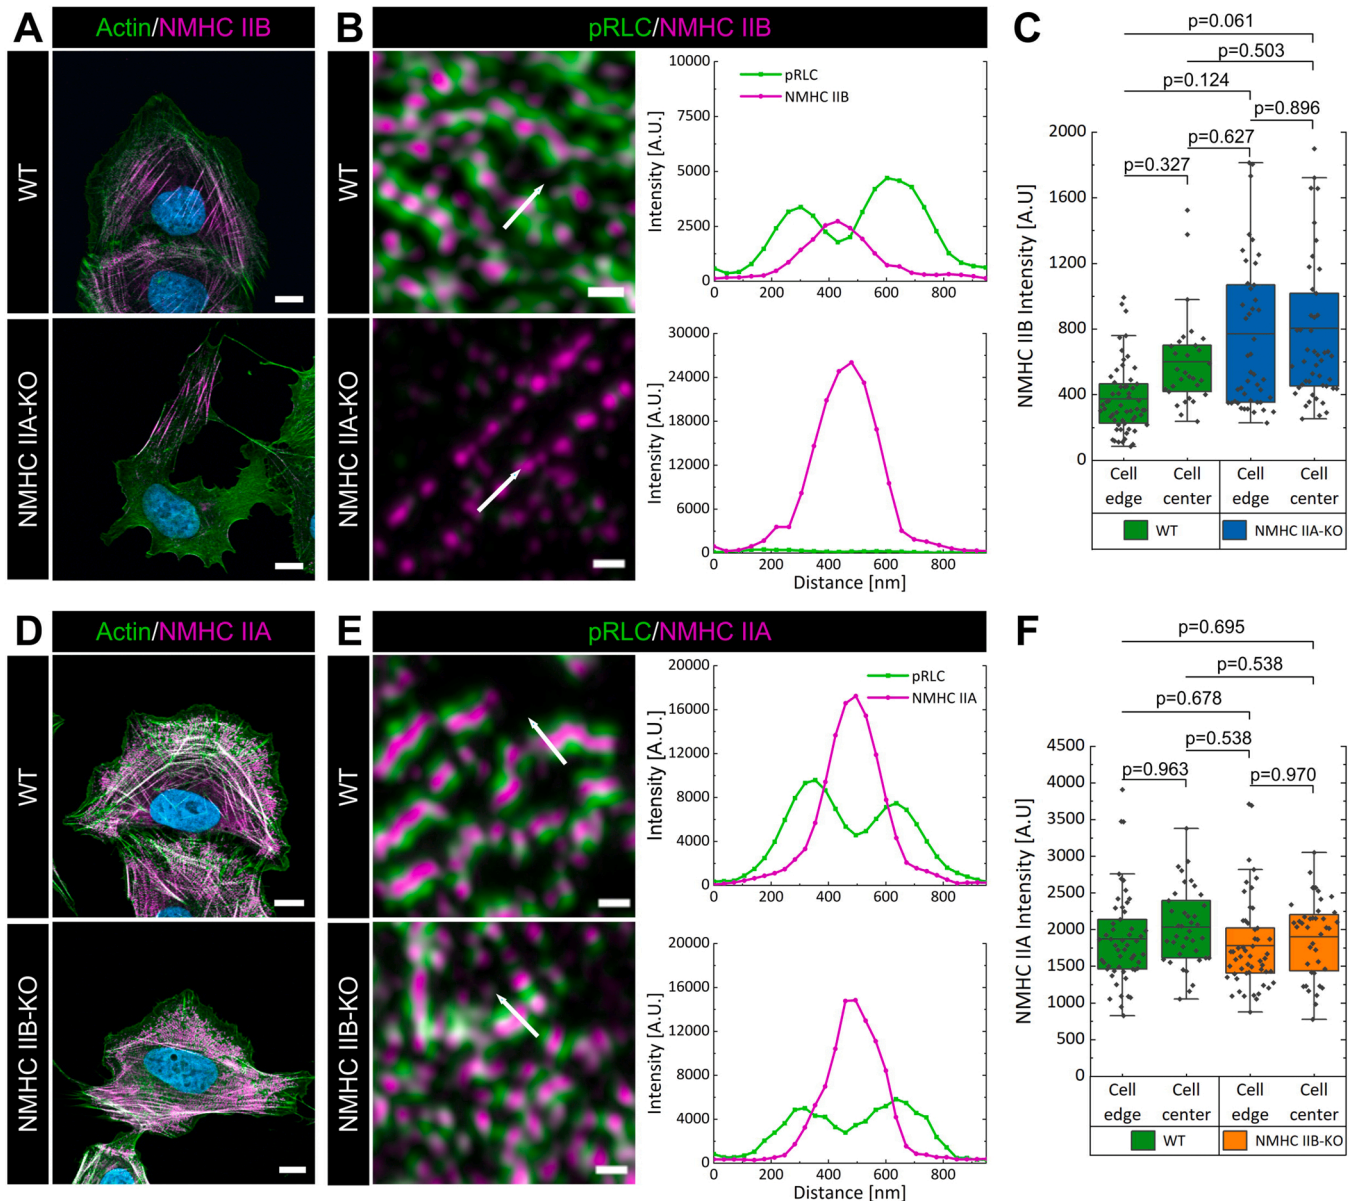 A
Actin/NMHC IIB
WT
NMHC IIA-KO
B
pRLC/NMHC IIB
WT
NMHC IIA-KO
10000
7500
5000
2500
0
Intensity [A.U.]
pRLC
NMHC IIB
0 200 400 600 800
30000
24000
18000
12000
6000
0
Intensity [A.U.]
0 200 400 600 800
Distance [nm]
C
p=0.061
p=0.503
p=0.124
p=0.896
p=0.627
p=0.327
2000
1600
1200
800
400
0
NMHC IIB Intensity [A.U]
Cell edge
Cell center
Cell edge
Cell center
WT
NMHC IIA-KO
D
Actin/NMHC IIA
WT
NMHC IIB-KO
E
pRLC/NMHC IIA
WT
NMHC IIB-KO
20000
16000
12000
8000
4000
0
Intensity [A.U.]
pRLC
NMHC IIA
0 200 400 600 800
20000
16000
12000
8000
4000
0
Intensity [A.U.]
0 200 400 600 800
Distance [nm]
F
p=0.695
p=0.538
p=0.678
p=0.538
p=0.963
p=0.970
4500
4000
3500
3000
2500
2000
1500
1000
500
0
NMHC IIA Intensity [A.U]
Cell edge
Cell center
Cell edge
Cell center
WT
NMHC IIB-KO